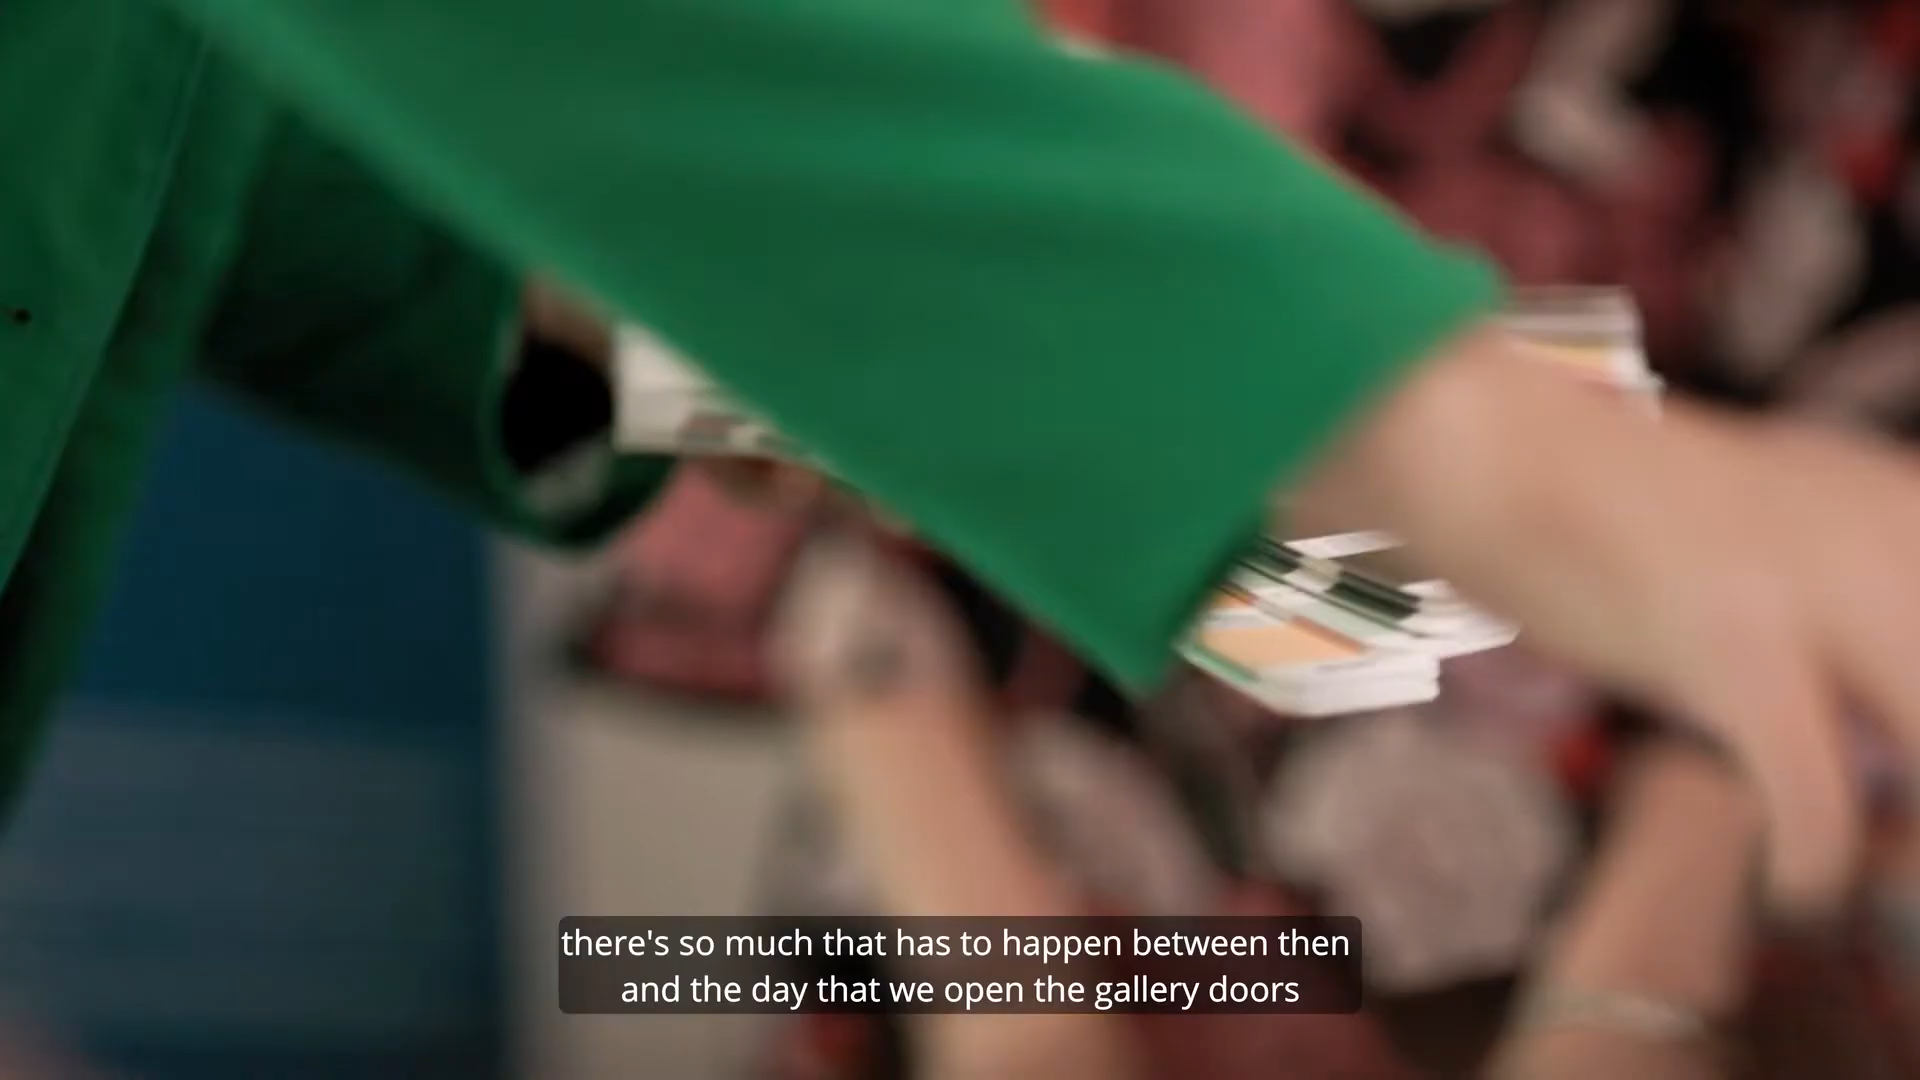 there's so much that has to happen between then
and the day that we open the gallery doors